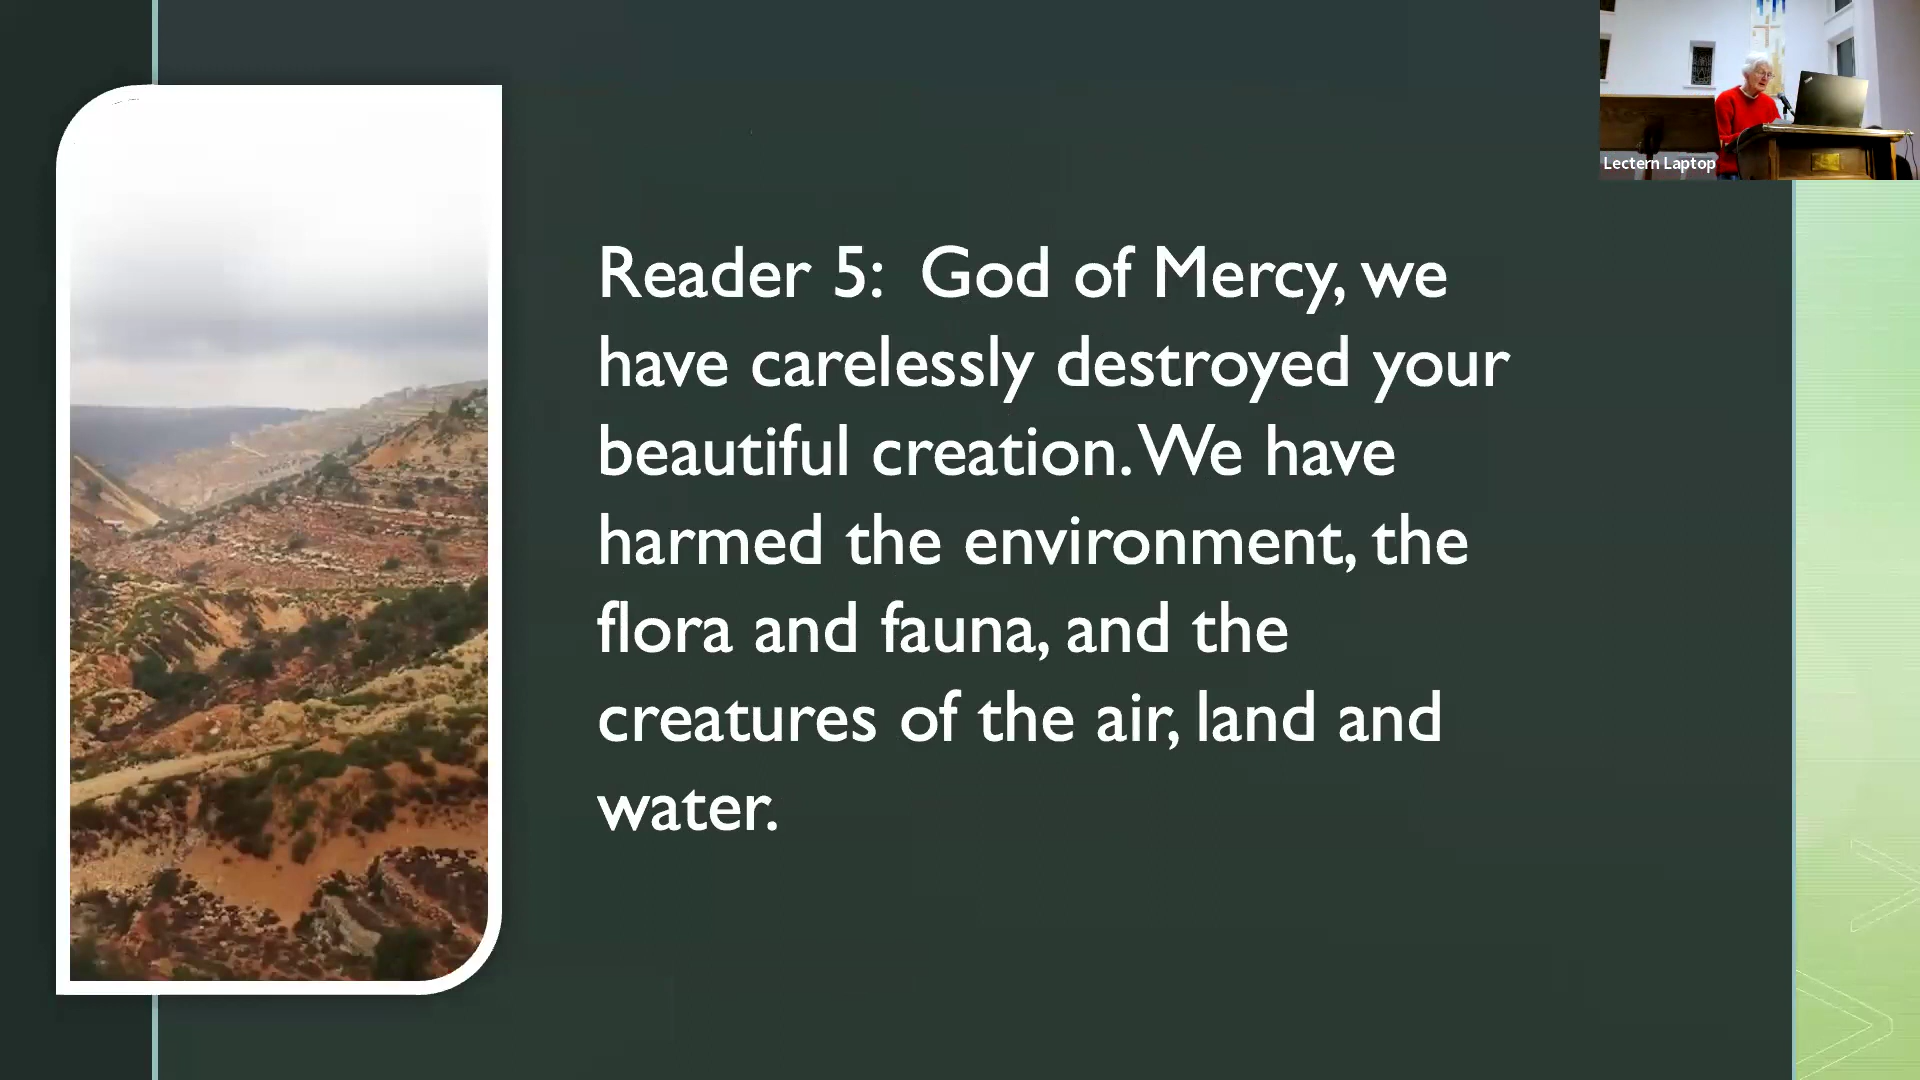 Reader 5:  God of Mercy, we
have carelessly destroyed your
beautiful creation. We have
harmed the environment, the
flora and fauna, and the
creatures of the air, land and
water.
Lectern Laptop